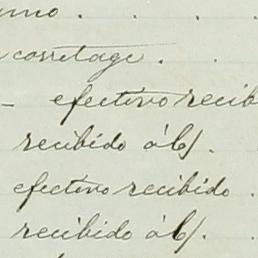 corretage . .
– efectivo recib
recibido á b/.
efectivo recibido .
recibido á b/. .